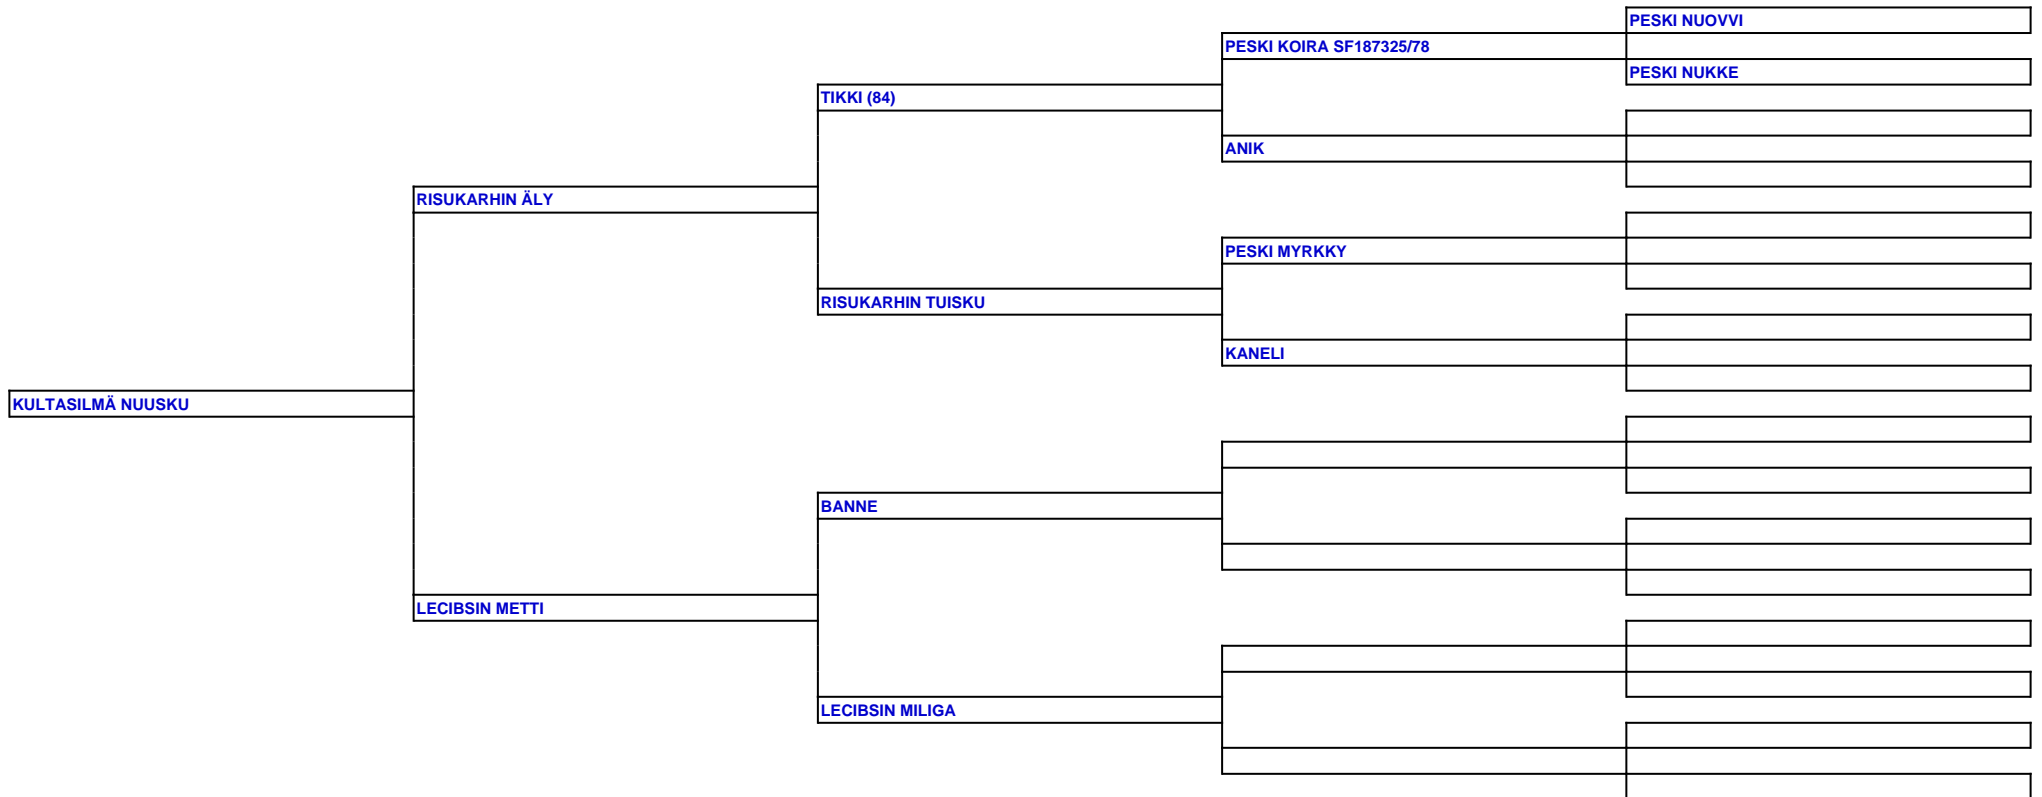 PESKI NUOVVI
PESKI KOIRA SF187325/78
PESKI NUKKE
TIKKI (84)
ANIK
RISUKARHIN ÄLY
PESKI MYRKKY
RISUKARHIN TUISKU
KANELI
KULTASILMÄ NUUSKU
BANNE
LECIBSIN METTI
LECIBSIN MILIGA